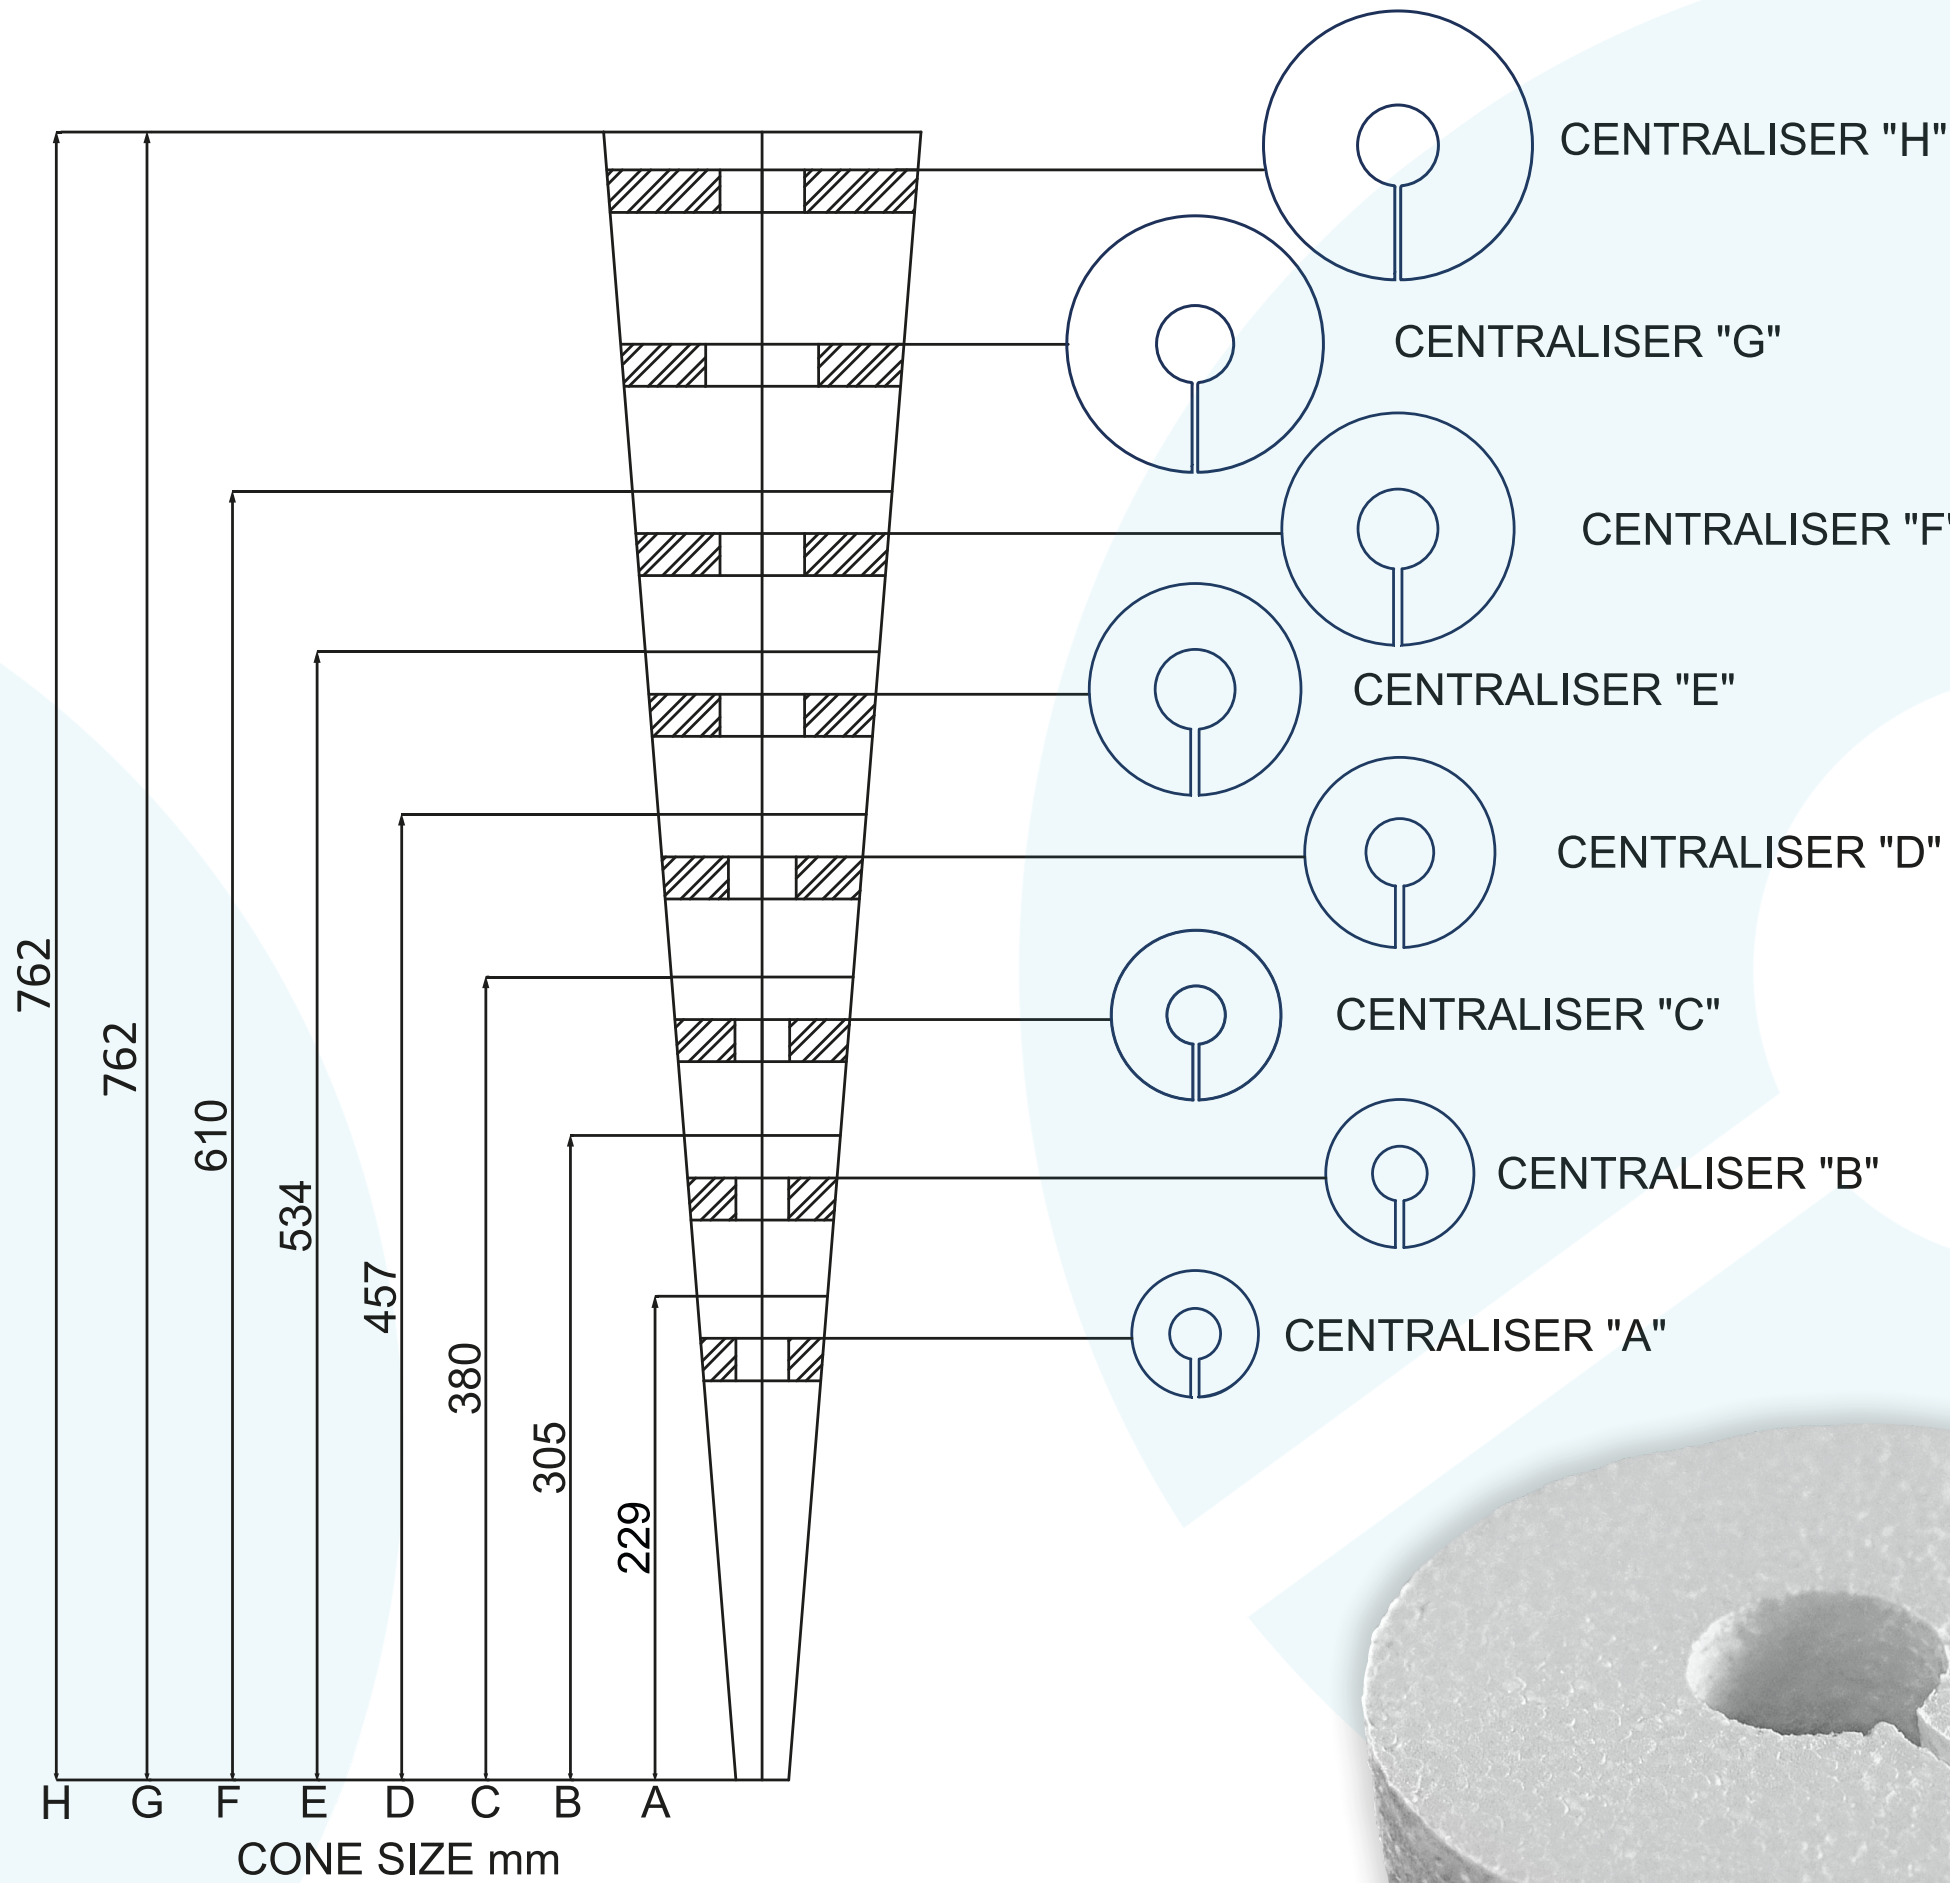 CENTRALISER "H"
CENTRALISER "G"
CENTRALISER "F"
CENTRALISER "E"
CENTRALISER "D"
CENTRALISER "C"
CENTRALISER "B"
CENTRALISER "A"
762
762
610
534
457
380
305
229
H G F E D C B A
CONE SIZE mm